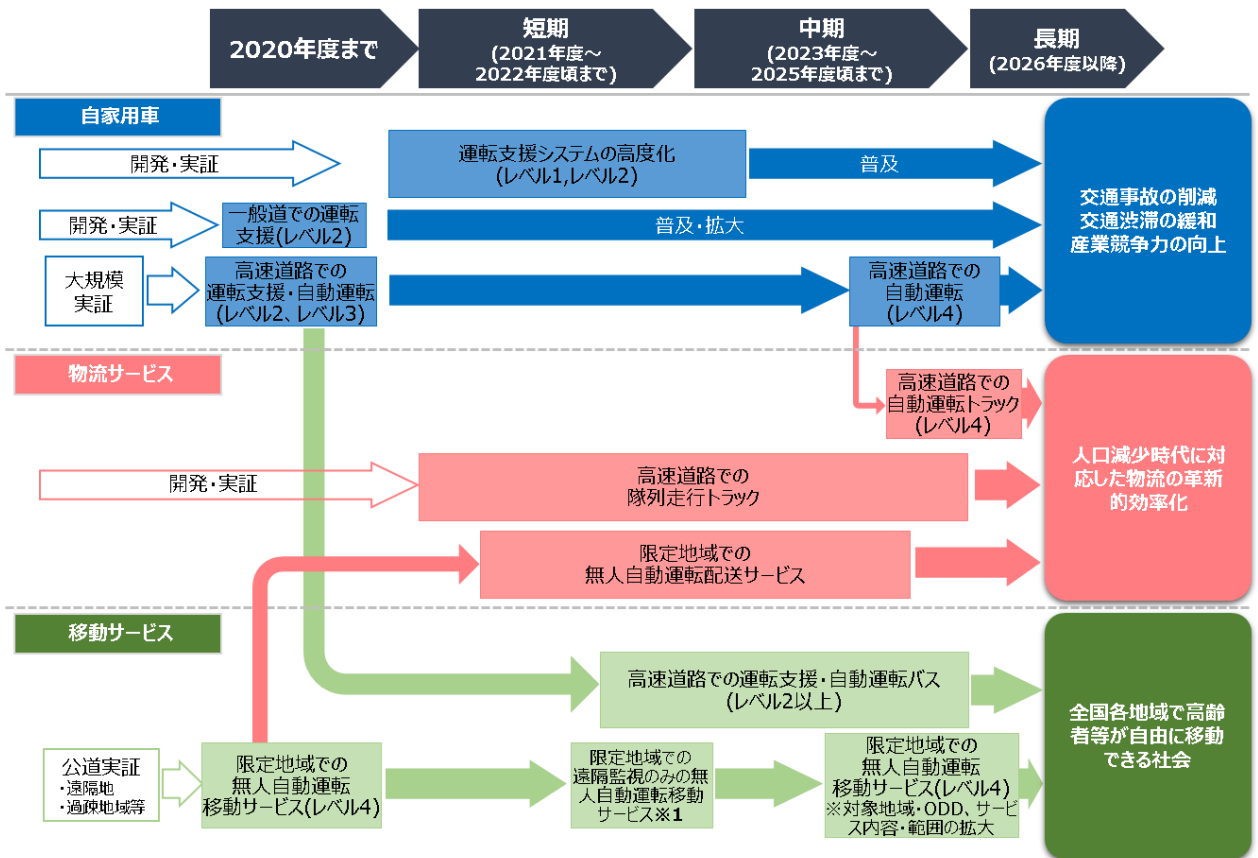 2020年度まで
短期
(2021年度～
2022年度頃まで)
中期
(2023年度～
2025年度頃まで)
長期
(2026年度以降)
自家用車
開発・実証
運転支援システムの高度化
(レベル1,レベル2)
普及
開発・実証
一般道での運転
支援(レベル2)
普及・拡大
大規模
実証
高速道路での
運転支援・自動運転
(レベル2、レベル3)
高速道路での
自動運転
(レベル4)
交通事故の削減
交通渋滞の緩和
産業競争力の向上
物流サービス
高速道路での
自動運転トラック
(レベル4)
開発・実証
高速道路での
隊列走行トラック
限定地域での
無人自動運転配送サービス
人口減少時代に対
応した物流の革新
的効率化
移動サービス
高速道路での運転支援・自動運転バス
(レベル2以上)
公道実証
・遠隔地
・過疎地域等
限定地域での
無人自動運転
移動サービス(レベル4)
限定地域での
遠隔監視のみの無
人自動運転移動
サービス※1
限定地域での
無人自動運転
移動サービス(レベル4)
※対象地域・ODD、サービ
ス内容・範囲の拡大
全国各地域で高齢
者等が自由に移動
できる社会